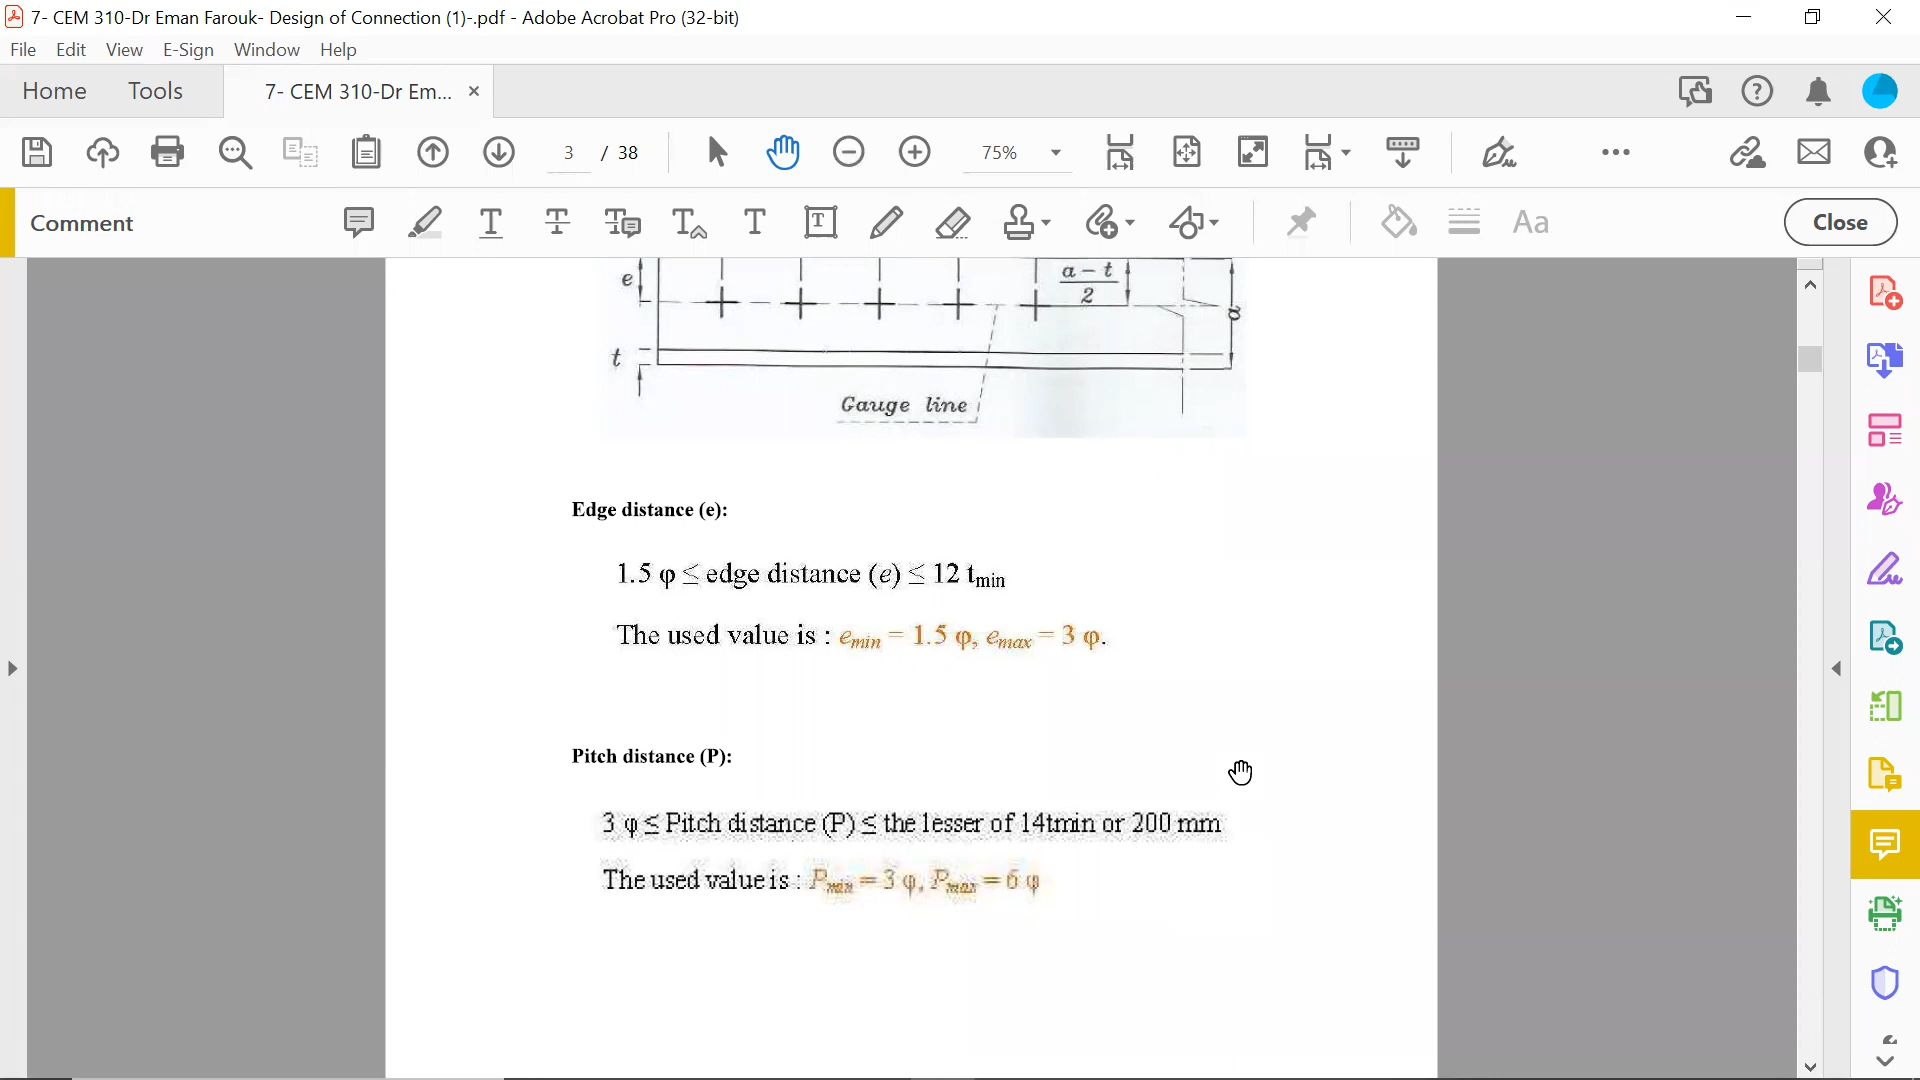 7- CEM 310-Dr Eman Farouk- Design of Connection (1)-.pdf - Adobe Acrobat Pro (32-bit)
File Edit View E-Sign Window Help
Home Tools 7- CEM 310-Dr Em... ×
3 / 38 75%
Comment Close
e
a − t
2
a
t
Gauge line
Edge distance (e):
1.5 φ ≤ edge distance (e) ≤ 12 tmin
The used value is : emin = 1.5 φ, emax = 3 φ.
Pitch distance (P):
3 φ ≤ Pitch distance (P) ≤ the lesser of 14tmin or 200 mm
The used value is : Pmin = 3 φ, Pmax = 6 φ